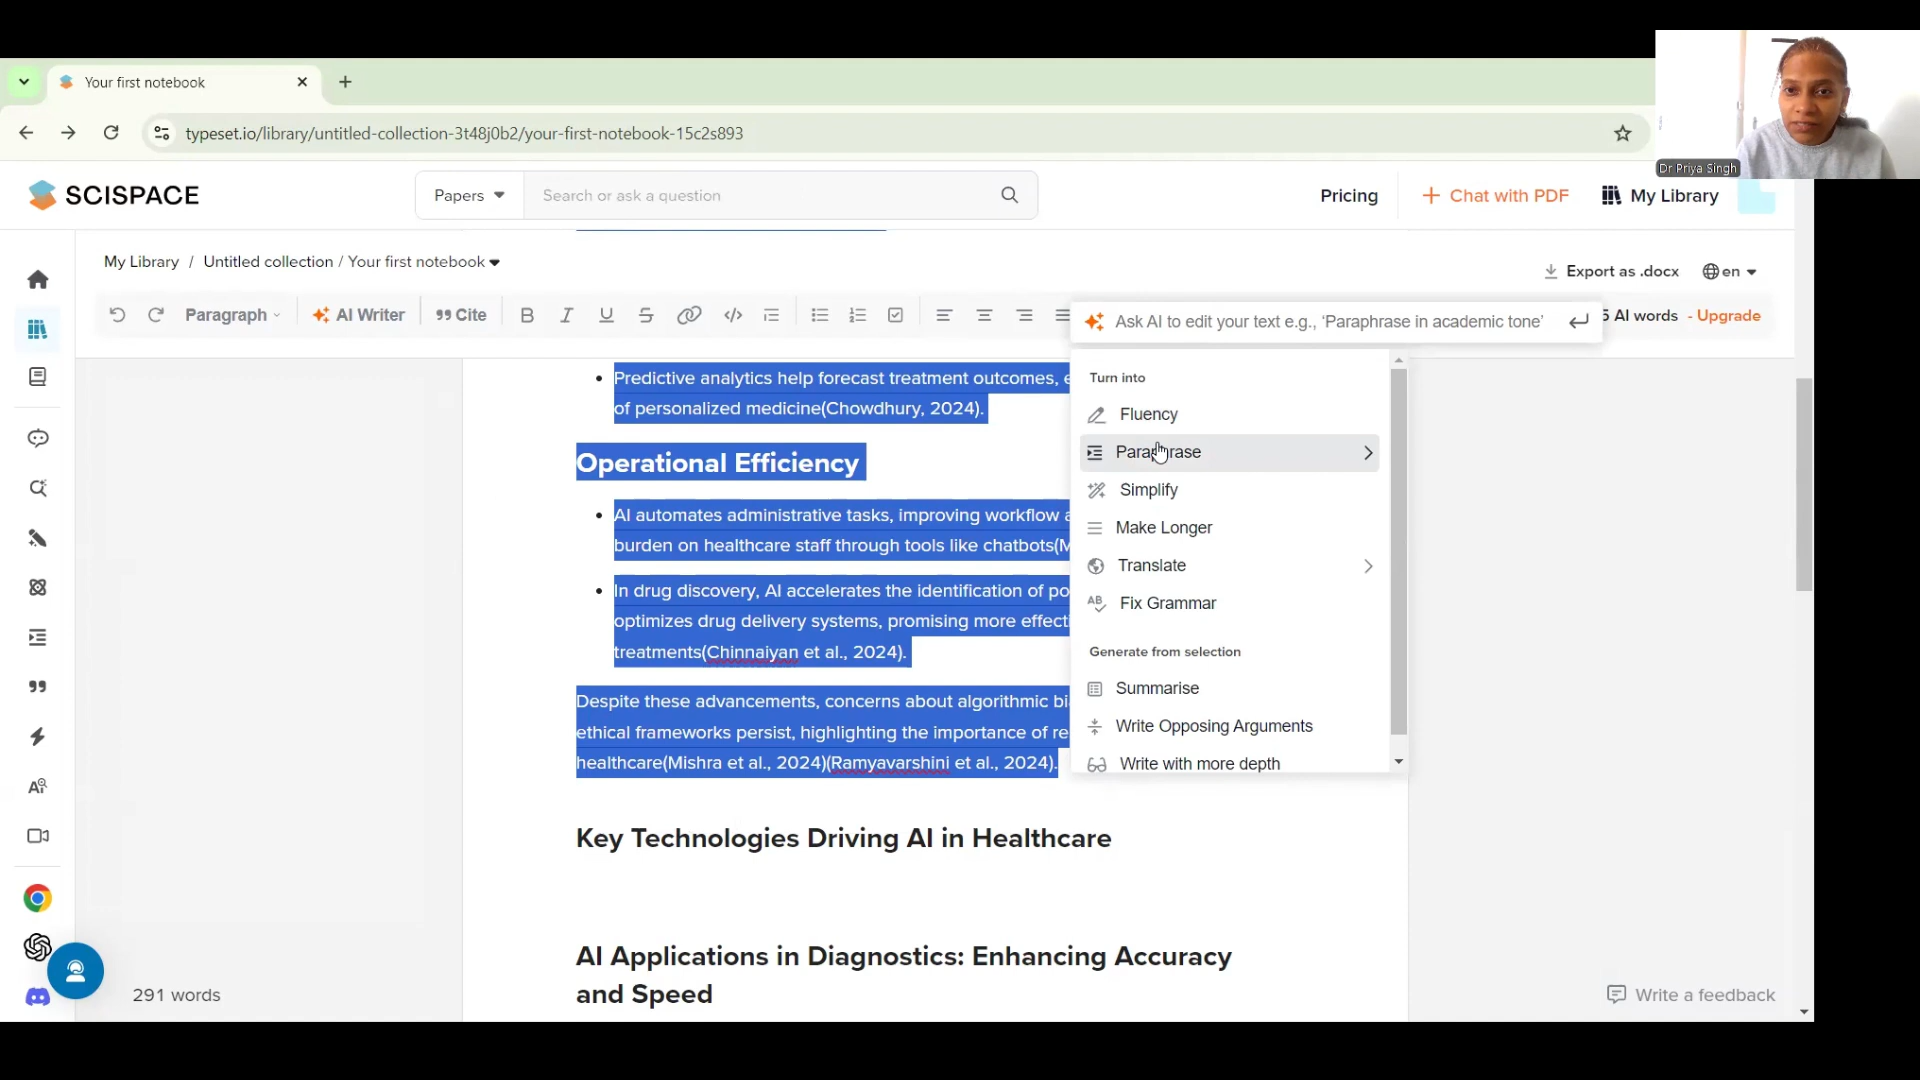 Your first notebook
typeset.io/library/untitled-collection-3t48j0b2/your-first-notebook-15c2s893
Dr Priya Singh
SCISPACE
Papers
Search or ask a question
Pricing
Chat with PDF
My Library
My Library / Untitled collection / Your first notebook
Export as .docx
en
Paragraph
AI Writer
Cite
B I U S
Ask AI to edit your text e.g., ‘Paraphrase in academic tone’
5 AI words - Upgrade
Predictive analytics help forecast treatment outcomes,
of personalized medicine(Chowdhury, 2024).
Operational Efficiency
AI automates administrative tasks, improving workflow
burden on healthcare staff through tools like chatbots(M
In drug discovery, AI accelerates the identification of po
optimizes drug delivery systems, promising more effecti
treatments(Chinnaiyan et al., 2024).
Despite these advancements, concerns about algorithmic bi
ethical frameworks persist, highlighting the importance of re
healthcare(Mishra et al., 2024)(Ramyavarshini et al., 2024).
Turn into
Fluency
Paraphrase
Simplify
Make Longer
Translate
Fix Grammar
Generate from selection
Summarise
Write Opposing Arguments
Write with more depth
Key Technologies Driving AI in Healthcare
AI Applications in Diagnostics: Enhancing Accuracy
and Speed
291 words
Write a feedback